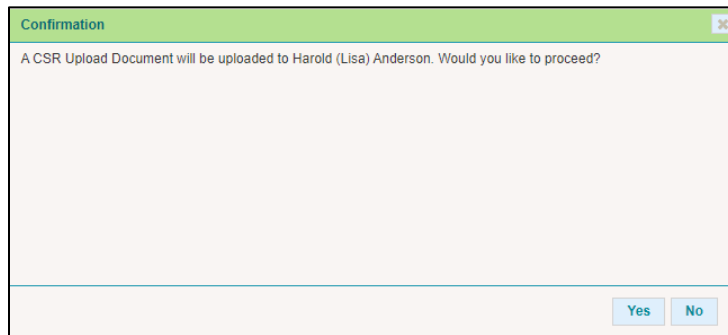 Confirmation
A CSR Upload Document will be uploaded to Harold (Lisa) Anderson. Would you like to proceed?
Yes No